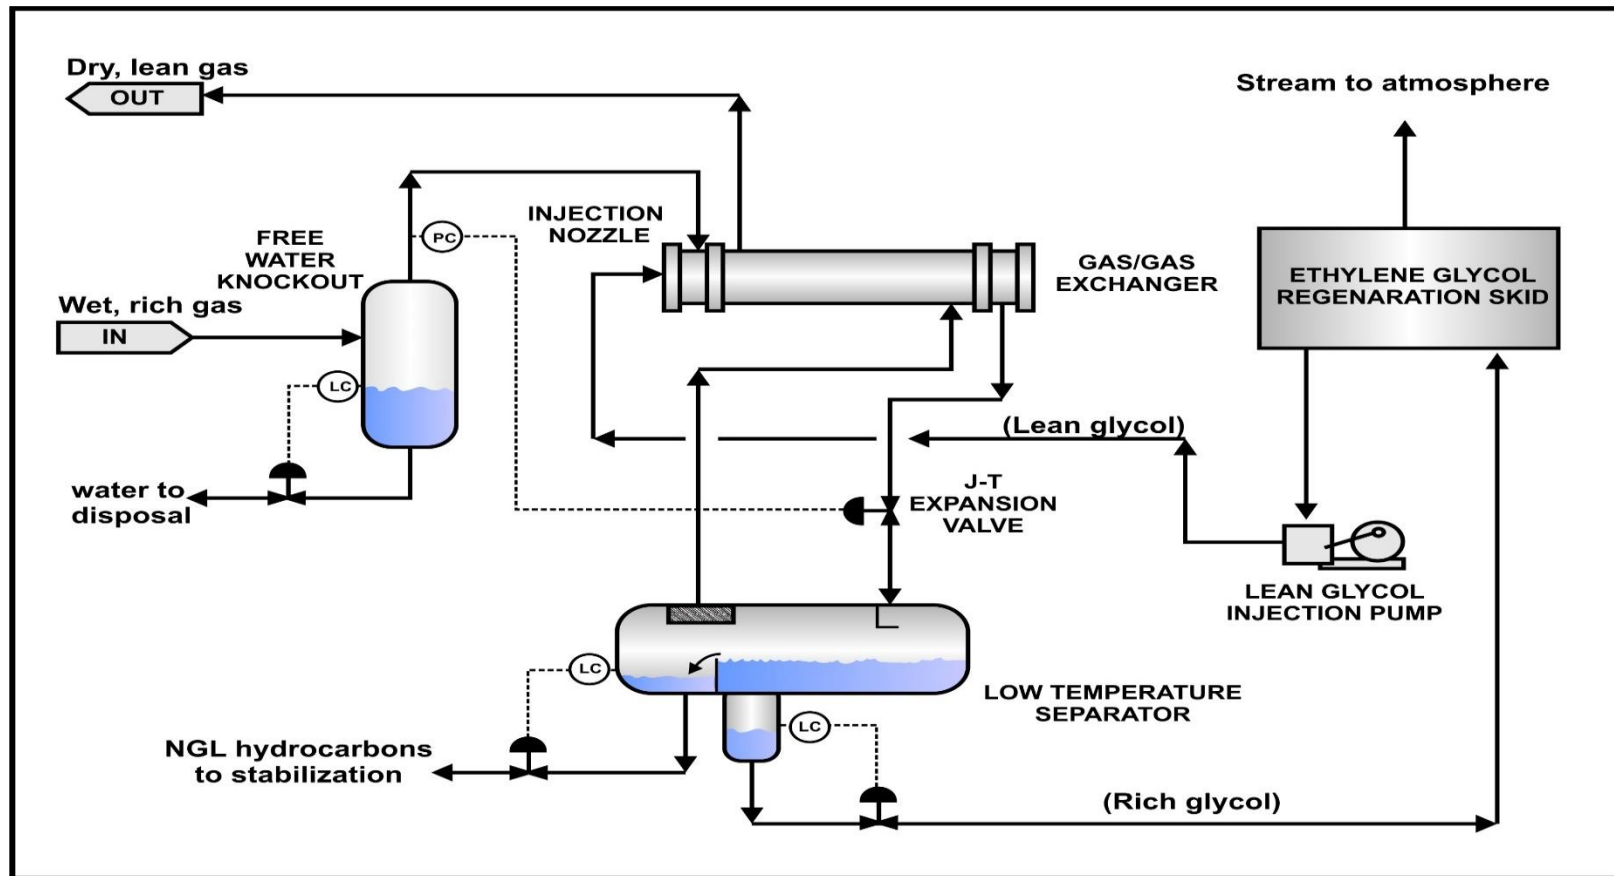 Dry, lean gas
OUT
Stream to atmosphere
INJECTION
NOZZLE
PC
FREE
WATER
KNOCKOUT
GAS/GAS
EXCHANGER
ETHYLENE GLYCOL
REGENARATION SKID
Wet, rich gas
IN
LC
(Lean glycol)
water to
disposal
J-T
EXPANSION
VALVE
LEAN GLYCOL
INJECTION PUMP
LC
LOW TEMPERATURE
SEPARATOR
LC
NGL hydrocarbons
to stabilization
(Rich glycol)